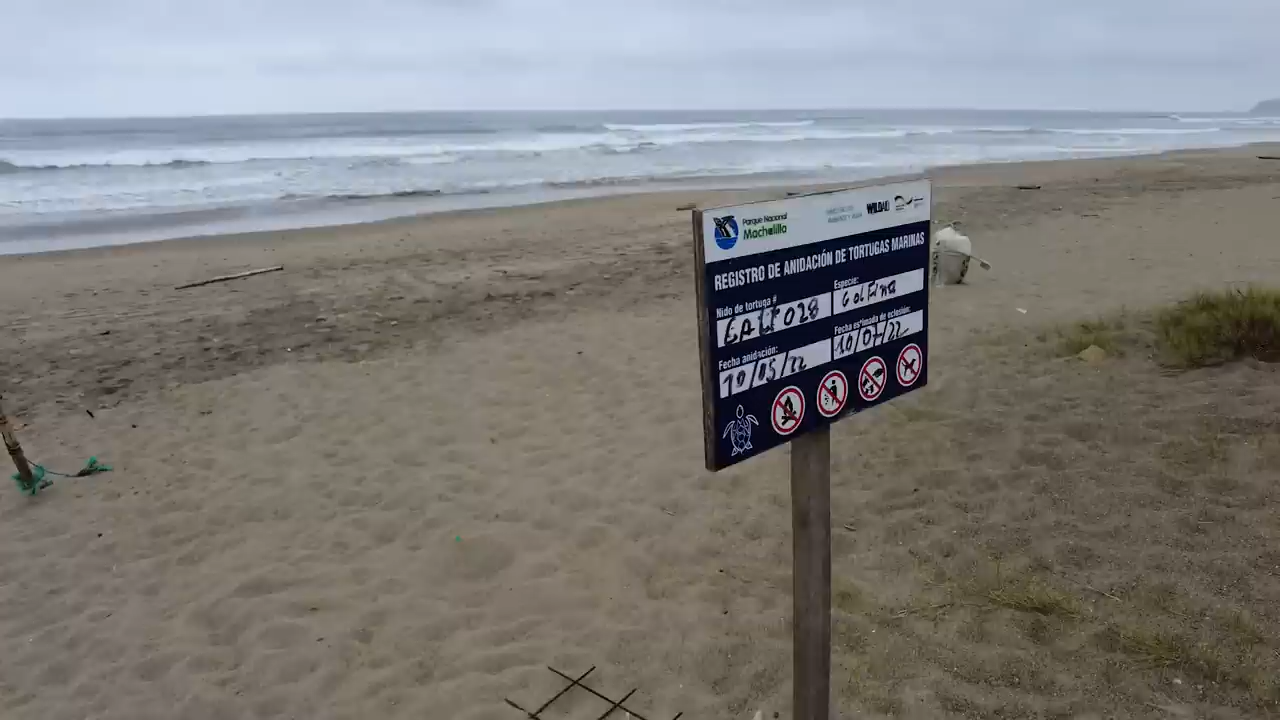 Parque Nacional
Machalilla
WILDAID
REGISTRO DE ANIDACIÓN DE TORTUGAS MARINAS
Nido de tortuga #
028
Especie:
Golfina
Fecha anidación:
10/05/22
Fecha estimada de eclosión:
10/07/22